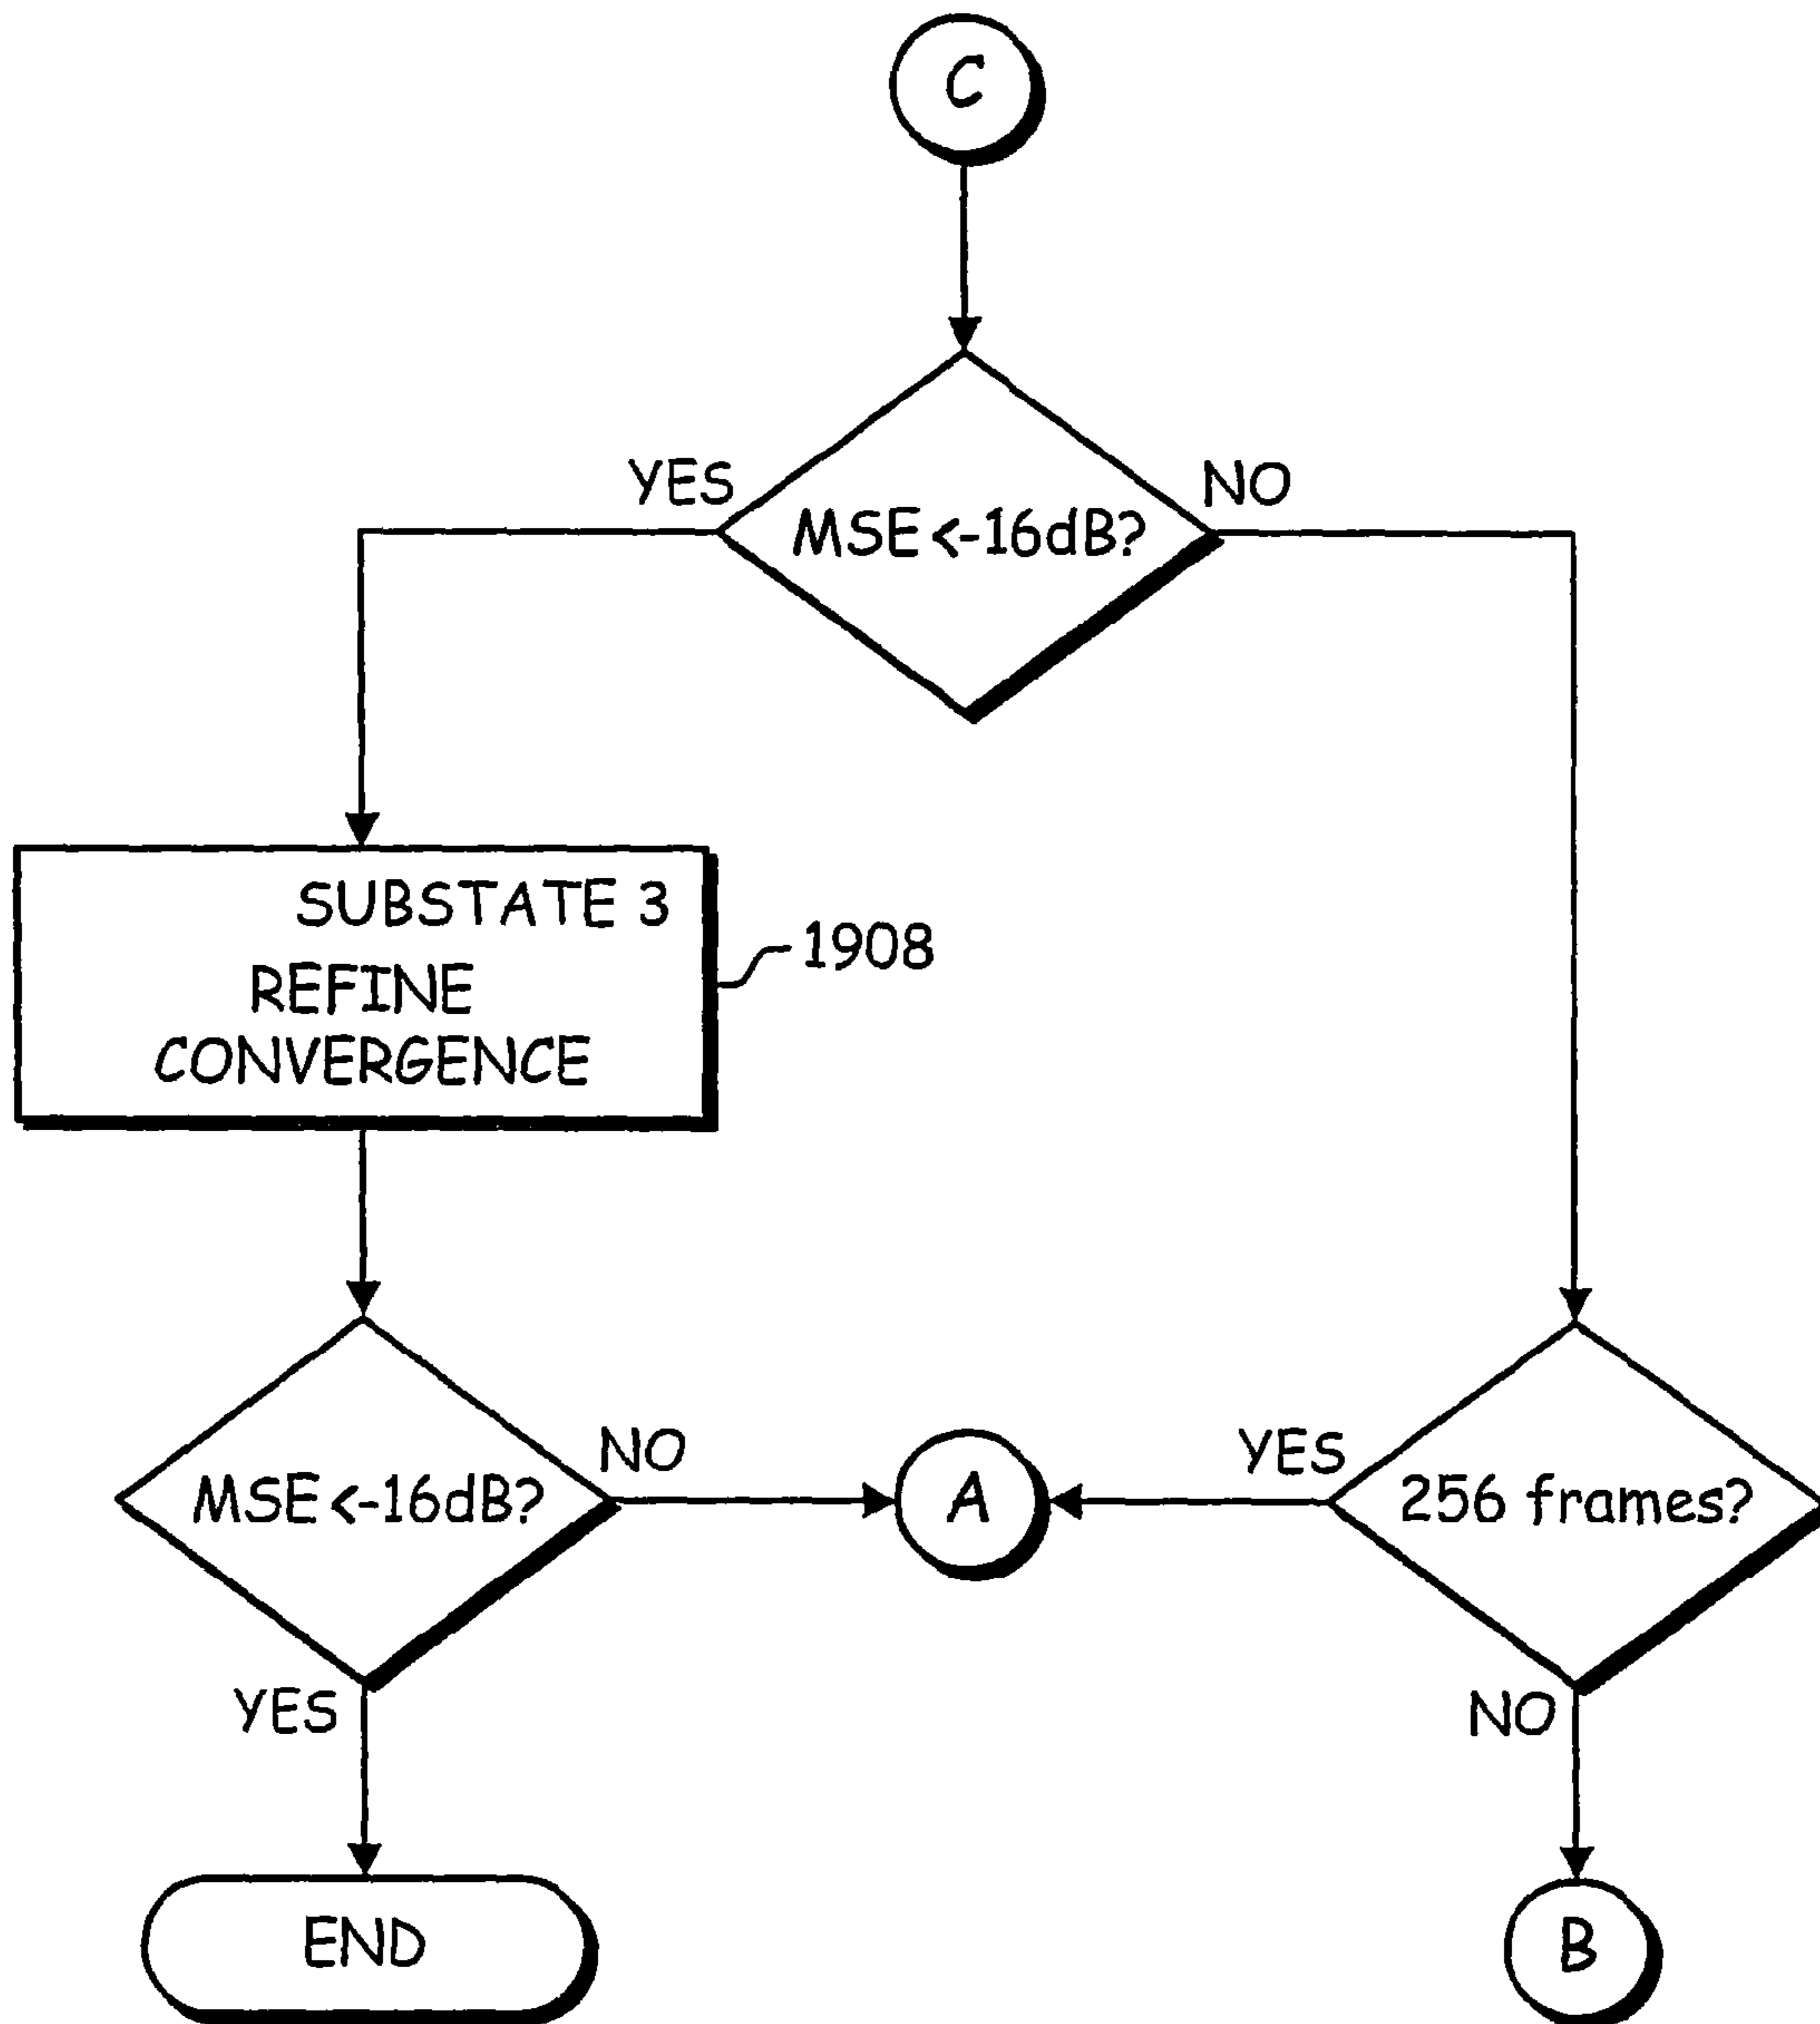 C
YES
NO
MSE <-16dB?
SUBSTATE 3
REFINE
CONVERGENCE
1908
MSE <-16dB?
NO
A
YES
256 frames?
YES
NO
END
B